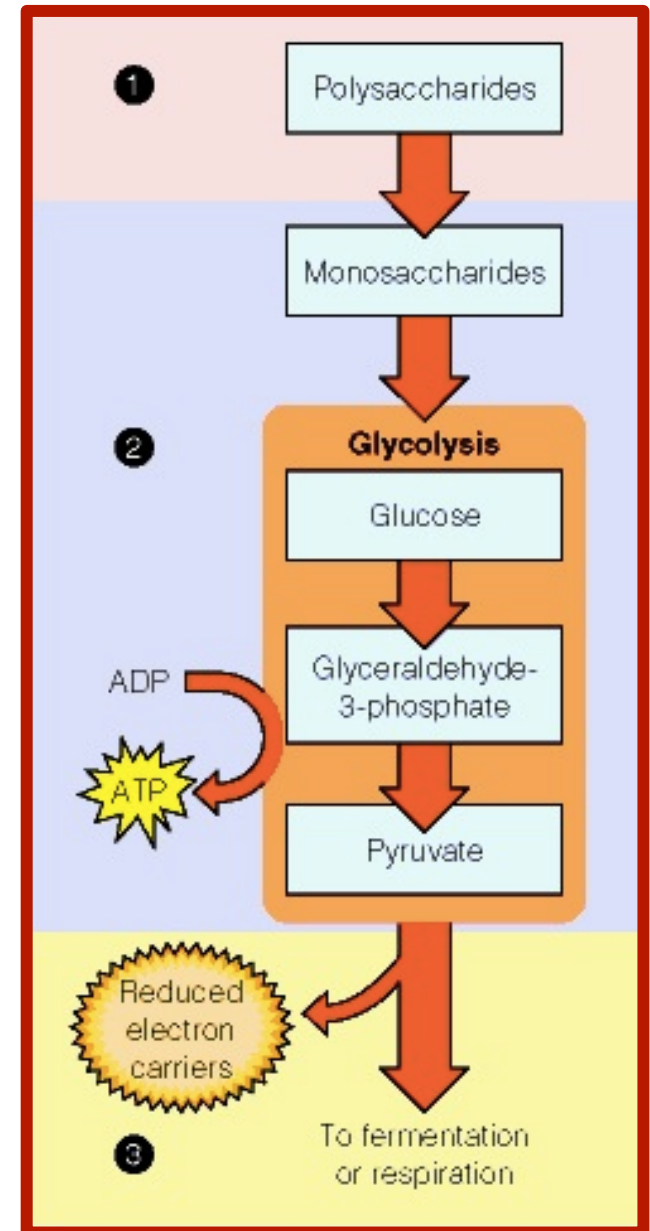 1
Polysaccharides
Monosaccharides
2
Glycolysis
Glucose
Glyceraldehyde-
3-phosphate
ADP
ATP
Pyruvate
Reduced
electron
carriers
3
To fermentation
or respiration